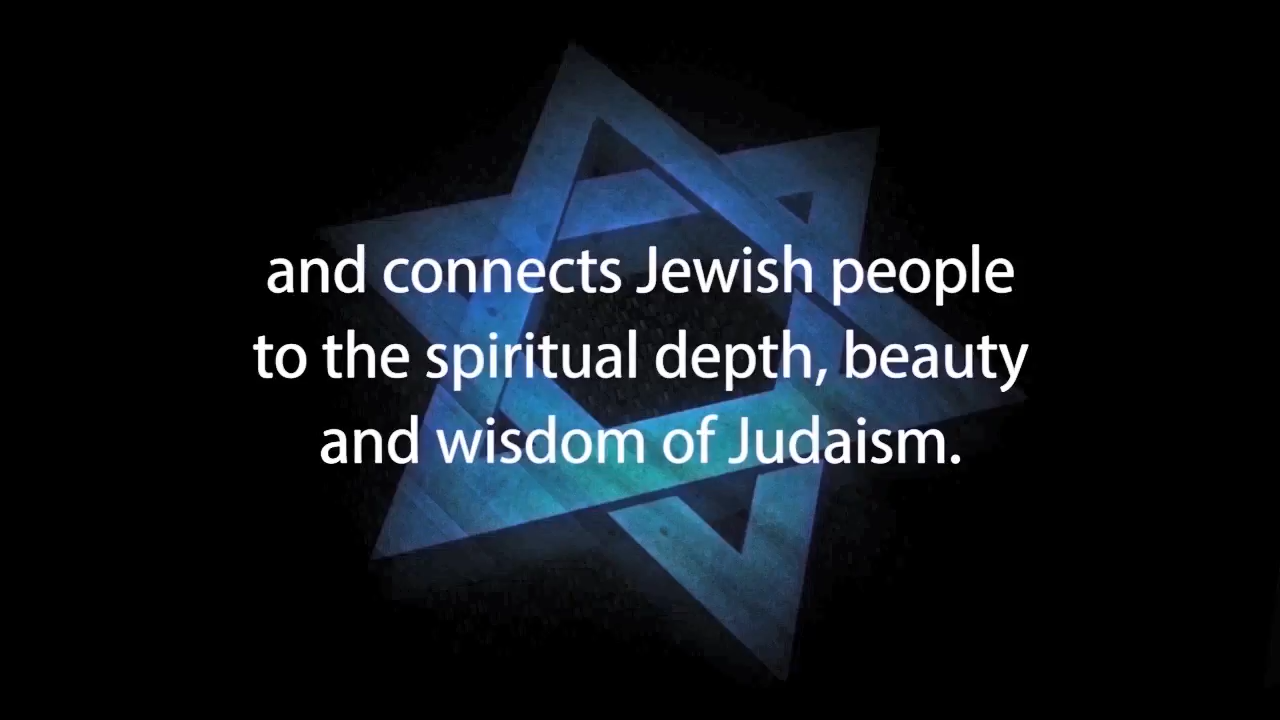 and connects Jewish people
to the spiritual depth, beauty
and wisdom of Judaism.